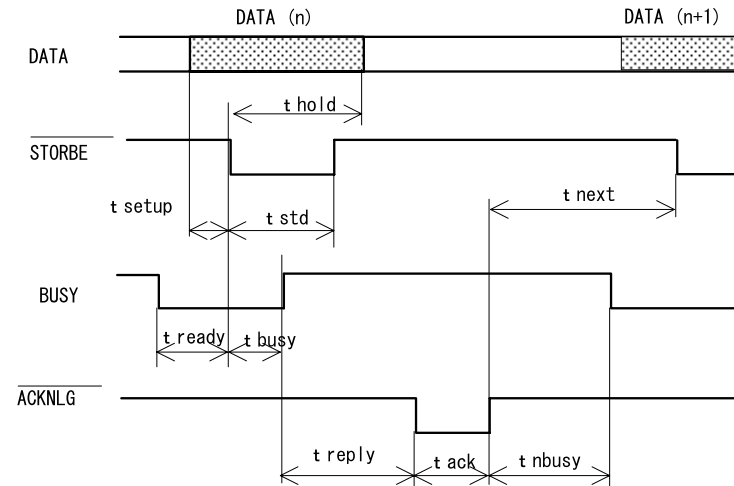 DATA (n)
DATA (n+1)
DATA
t hold
STORBE
t setup
t std
t next
BUSY
t ready
t busy
ACKNLG
t reply
t ack
t nbusy